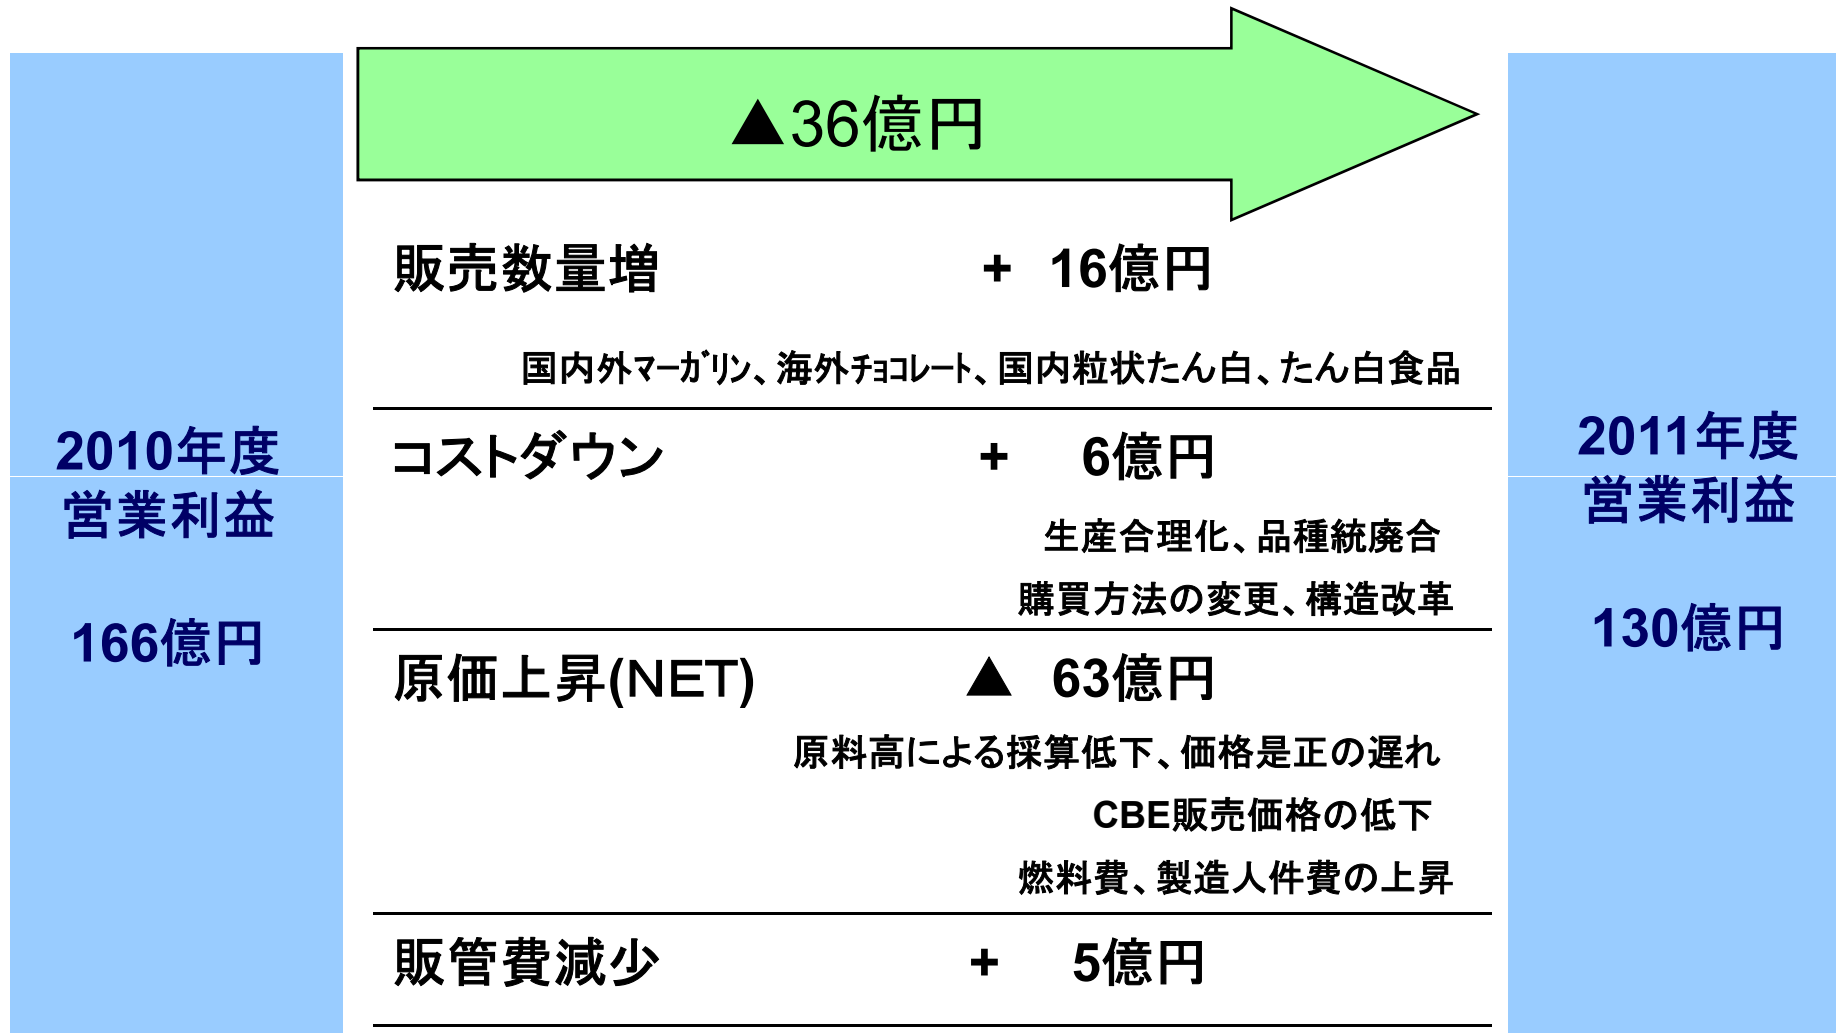 ▲36億円
2010年度
営業利益
166億円
販売数量増 + 16億円
国内外ﾏｰｶﾞﾘﾝ、海外ﾁｮｺﾚｰﾄ、国内粒状たん白、たん白食品
コストダウン + 6億円
生産合理化、品種統廃合
購買方法の変更、構造改革
原価上昇(NET) ▲ 63億円
原料高による採算低下、価格是正の遅れ
CBE販売価格の低下
燃料費、製造人件費の上昇
販管費減少 + 5億円
2011年度
営業利益
130億円